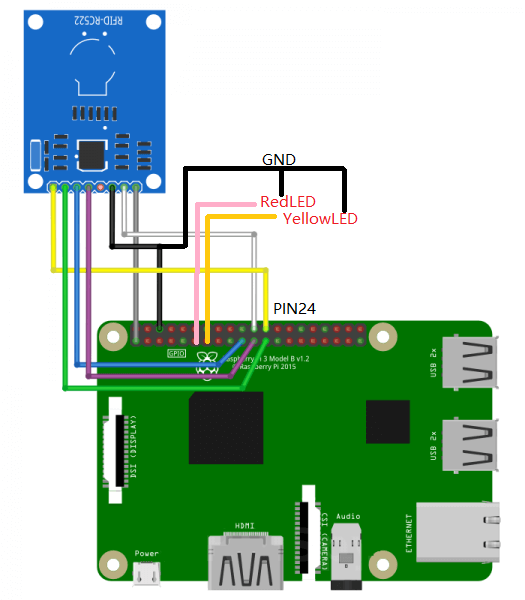 RFID-RC522
GND
RedLED
YellowLED
PIN24
GPIO
Raspberry Pi 3 Model B v1.2
© Raspberry Pi 2015
DSI (DISPLAY)
USB 2x
USB 2x
CSI (CAMERA)
Audio
HDMI
ETHERNET
Power